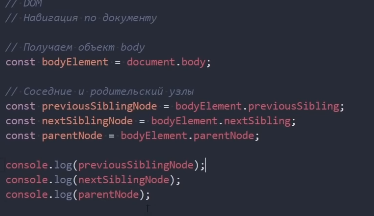 // DOM
// Навигация по документу
// Получаем объект body
const bodyElement = document.body;
// Соседние и родительский узлы
const previousSiblingNode = bodyElement.previousSibling;
const nextSiblingNode = bodyElement.nextSibling;
const parentNode = bodyElement.parentNode;
console.log(previousSiblingNode);
console.log(nextSiblingNode);
console.log(parentNode);